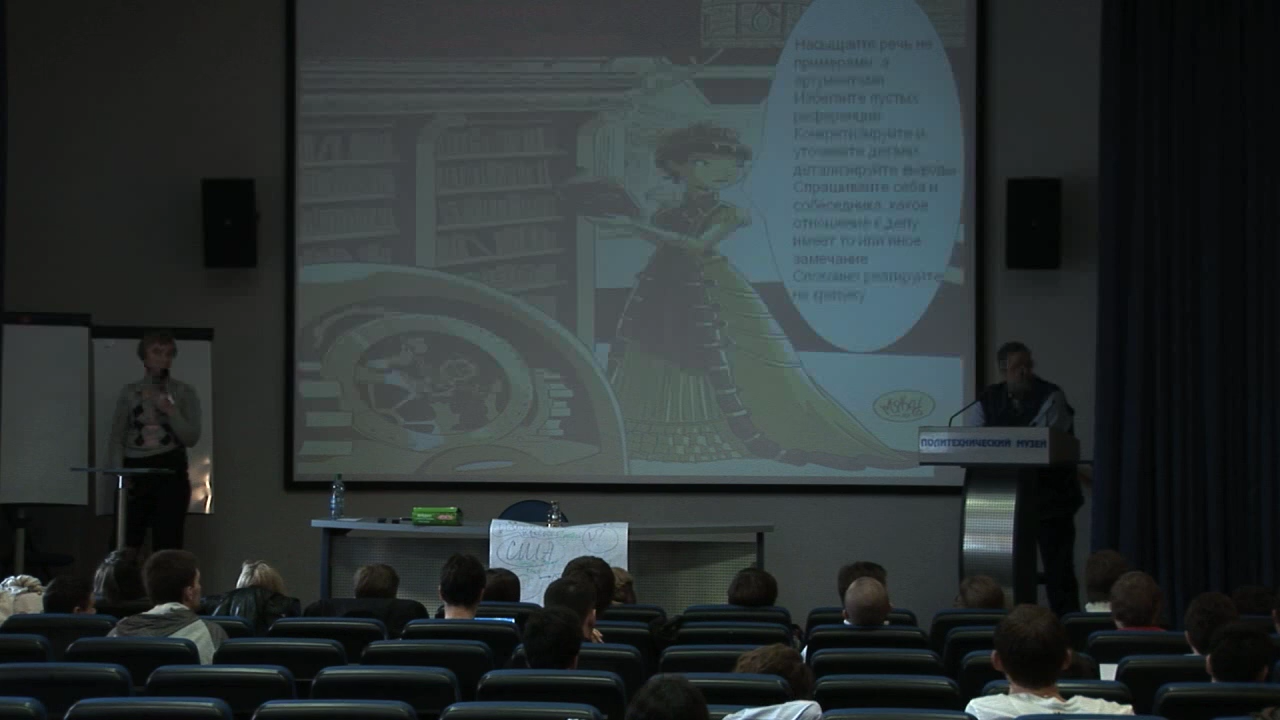 Насыщайте речь не
примерами, а
аргументами
Избегайте пустых
референций
Конкретизируйте и
уточняйте детали,
детализируйте выводы
Спрашивайте себя и
собеседника, какое
отношение к делу
имеет то или иное
замечание
Спокойно реагируйте
на критику
ПОЛИТЕХНИЧЕСКИЙ МУЗЕЙ
США